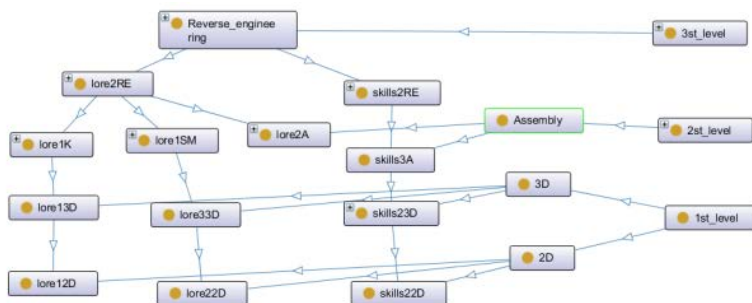 Reverse_enginee
ring
3st_level
lore2RE
skills2RE
Assembly
2st_level
lore2A
lore1K
lore1SM
skills3A
3D
lore13D
lore33D
skills23D
1st_level
2D
lore12D
lore22D
skills22D